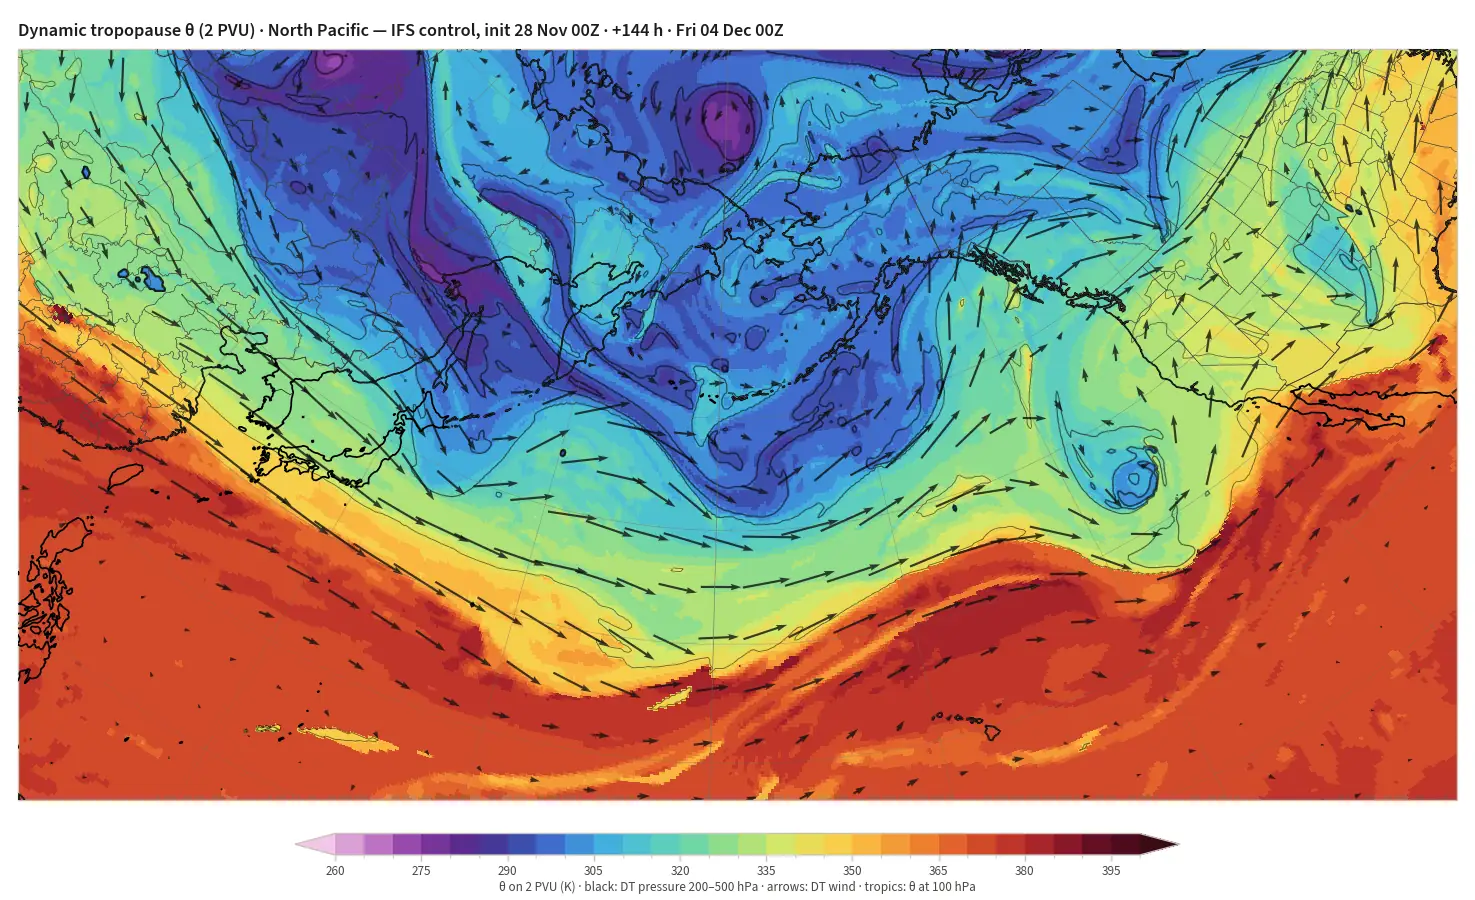 Dynamic tropopause θ (2 PVU) · North Pacific — IFS control, init 28 Nov 00Z · +144 h · Fri 04 Dec 00Z
260 275 290 305 320 335 350 365 380 395
θ on 2 PVU (K) · black: DT pressure 200–500 hPa · arrows: DT wind · tropics: θ at 100 hPa